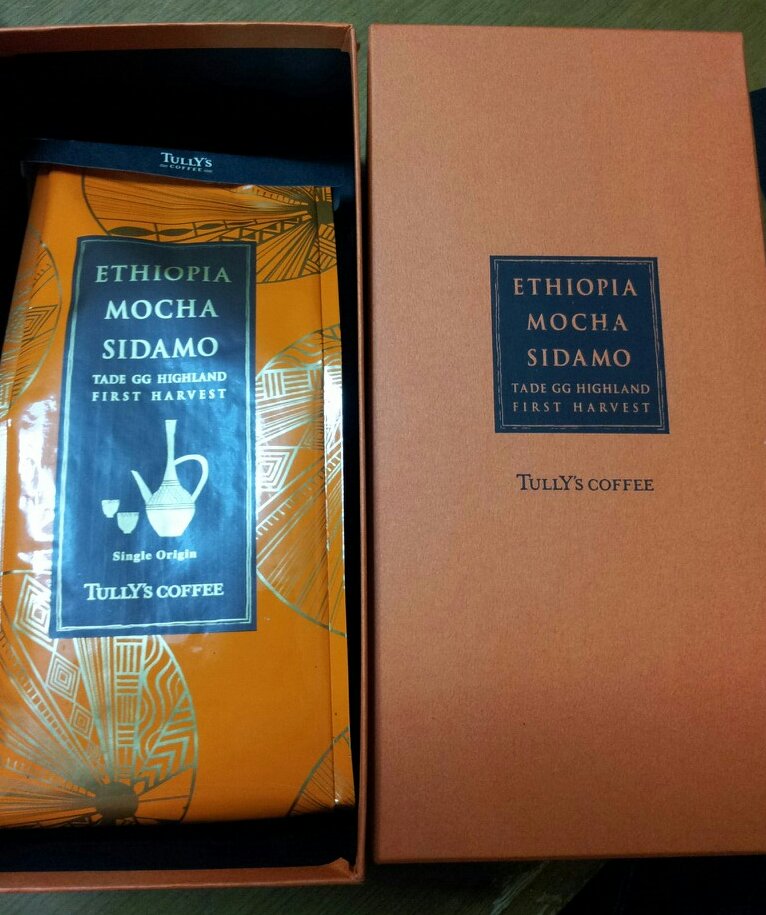 TULLY'S
COFFEE
ETHIOPIA
MOCHA
SIDAMO
TADE GG HIGHLAND
FIRST HARVEST
Single Origin
TULLY'S COFFEE
ETHIOPIA
MOCHA
SIDAMO
TADE GG HIGHLAND
FIRST HARVEST
TULLY'S COFFEE